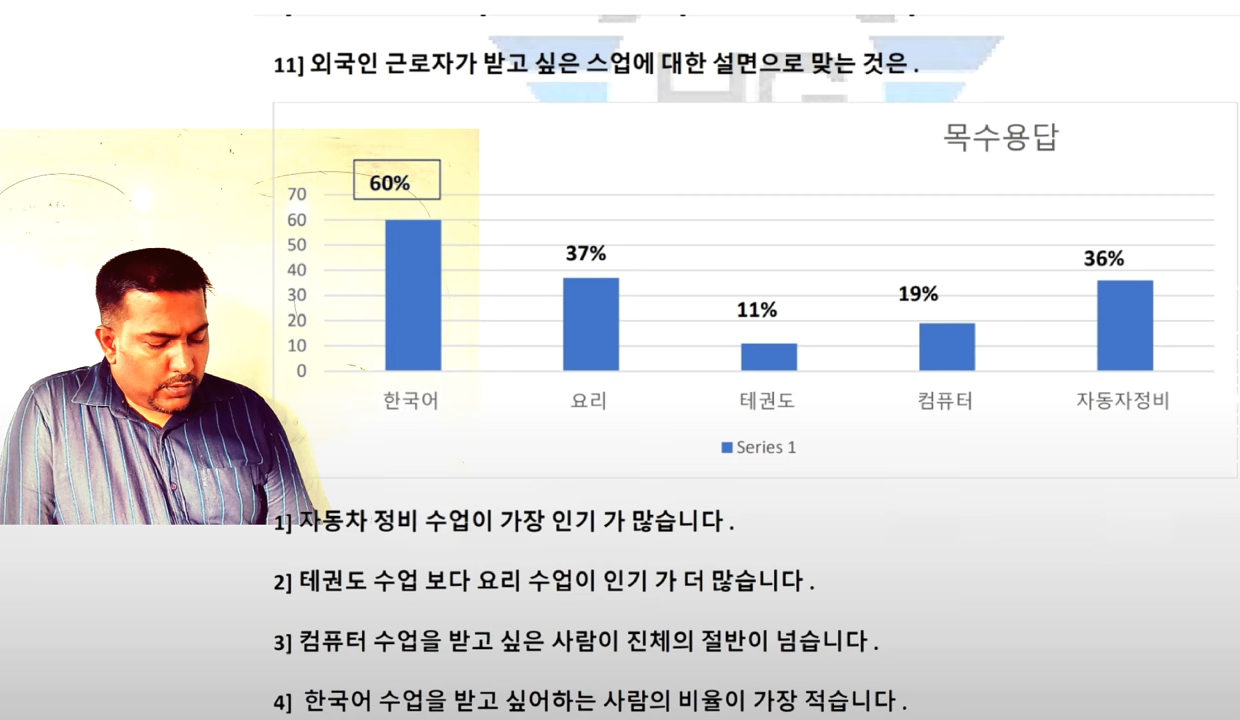 11] 외국인 근로자가 받고 싶은 스업에 대한 설면으로 맞는 것은 .
목수용답
60%
37%
11%
19%
36%
70
60
50
40
30
20
10
0
한국어 요리 테권도 컴퓨터 자동자정비
Series 1
1] 자동차 정비 수업이 가장 인기 가 많습니다 .
2] 테권도 수업 보다 요리 수업이 인기 가 더 많습니다 .
3] 컴퓨터 수업을 받고 싶은 사람이 진체의 절반이 넘습니다 .
4] 한국어 수업을 받고 싶어하는 사람의 비율이 가장 적습니다 .